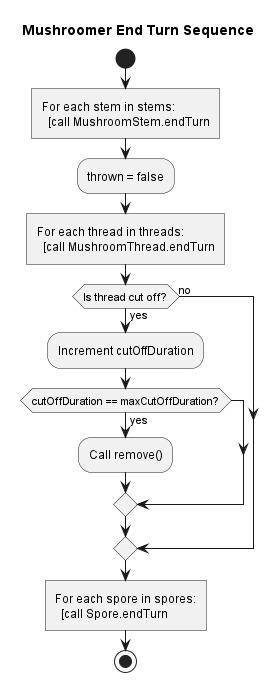 Mushroomer End Turn Sequence
For each stem in stems:
[call MushroomStem.endTurn
thrown = false
For each thread in threads:
[call MushroomThread.endTurn
Is thread cut off?
no
yes
Increment cutOffDuration
cutOffDuration == maxCutOffDuration?
yes
Call remove()
For each spore in spores:
[call Spore.endTurn